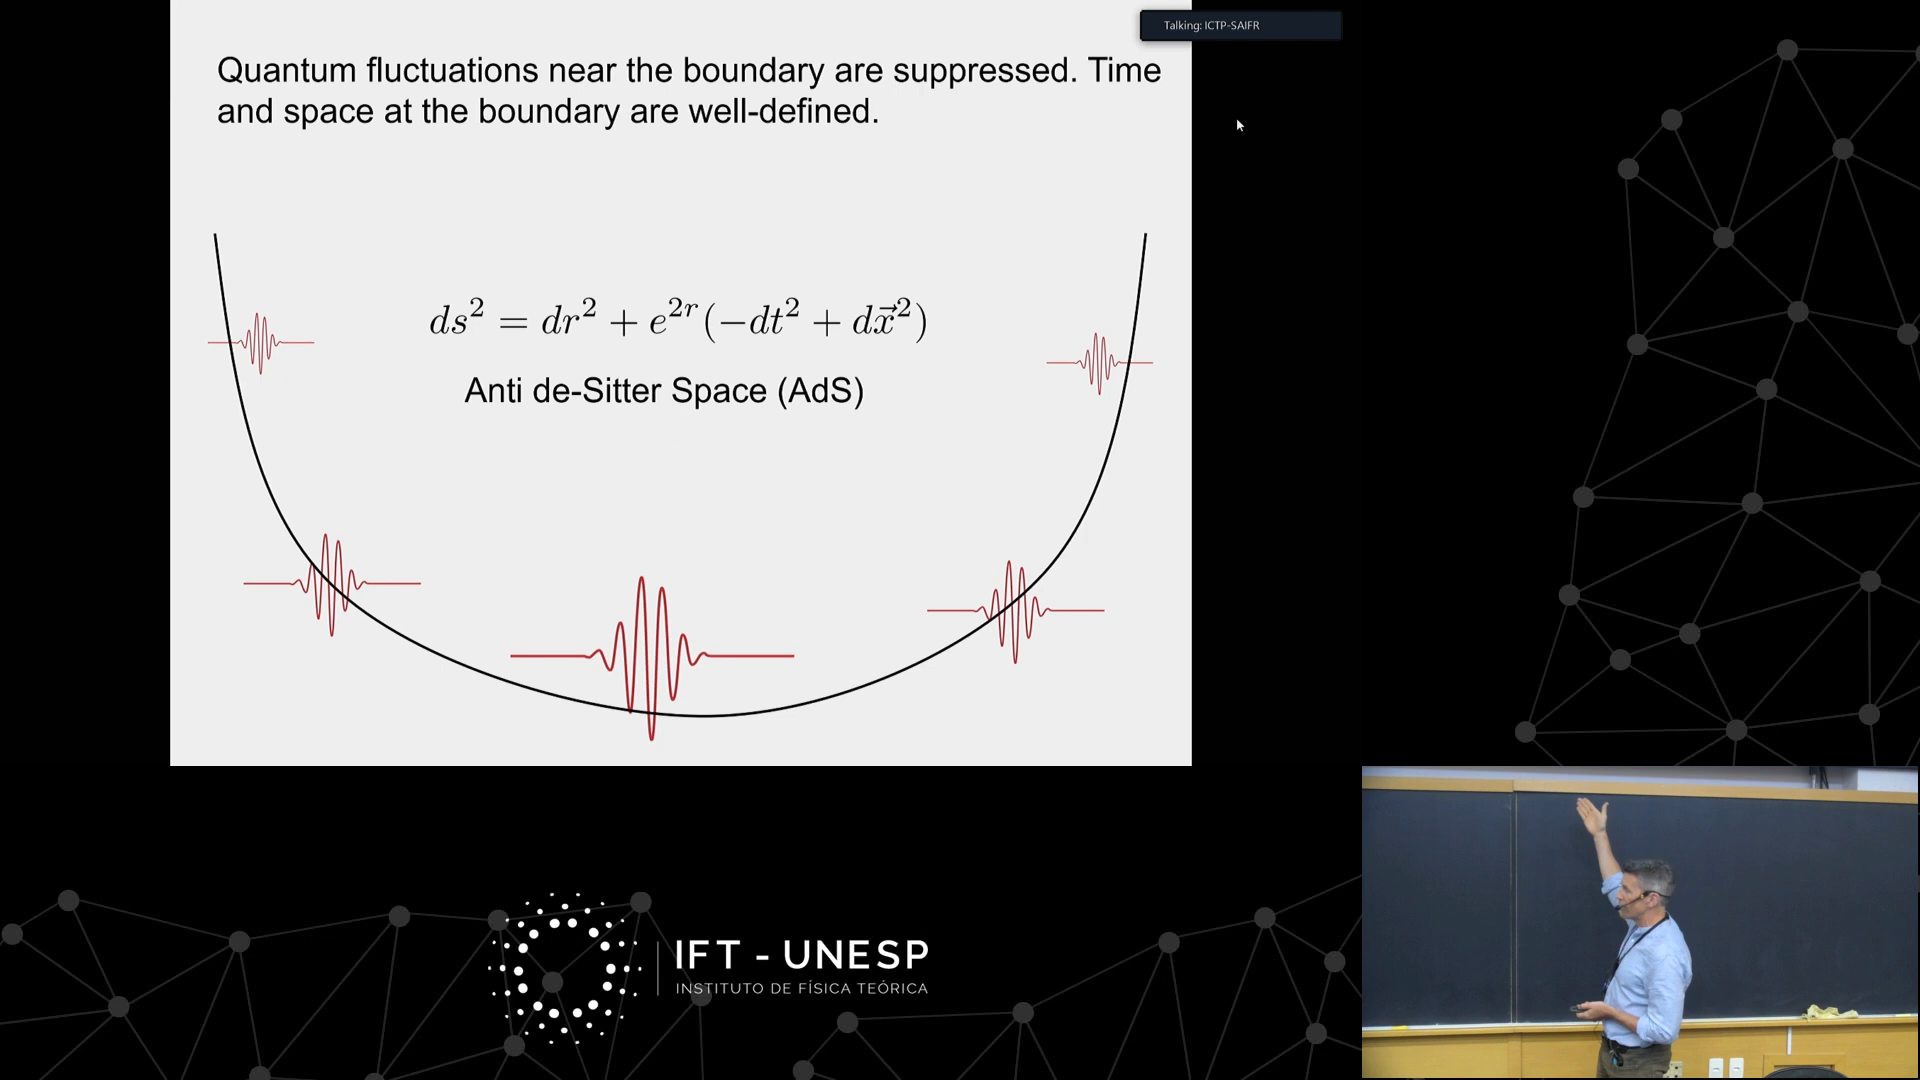 Talking: ICTP-SAIFR
Quantum fluctuations near the boundary are suppressed. Time
and space at the boundary are well-defined.
ds² = dr² + e²ʳ(−dt² + dx⃗²)
Anti de-Sitter Space (AdS)
IFT - UNESP
INSTITUTO DE FÍSICA TEÓRICA